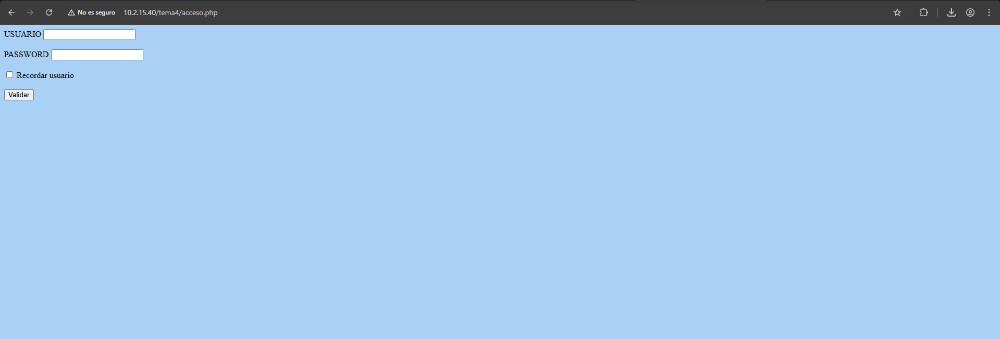 No es seguro 10.2.15.40/tema4/acceso.php
USUARIO
PASSWORD
Recordar usuario
Validar